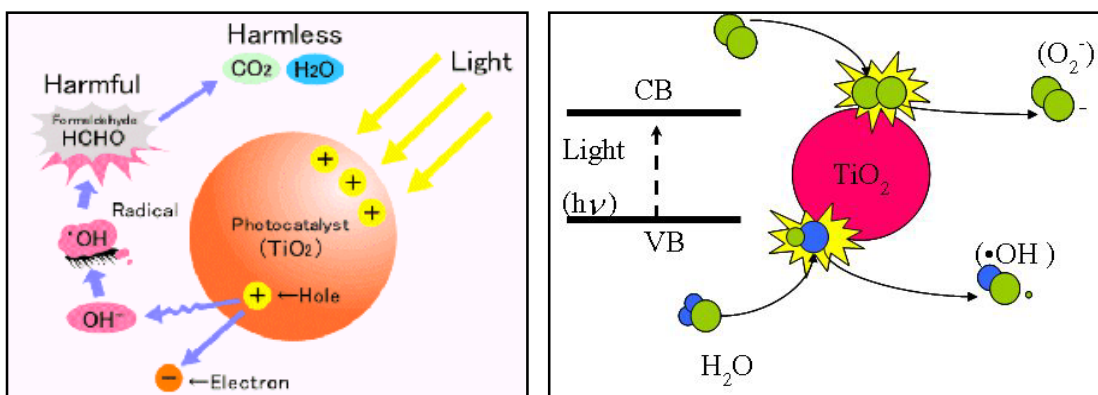 Harmless
CO₂ H₂O
Light
Harmful
Formaldehyde
HCHO
Radical
·OH
OH⁻
Photocatalyst
(TiO₂)
+
+
+
+ ←Hole
− ←Electron
CB
Light
(hν)
VB
TiO₂
(O₂⁻)
-
(•OH )
H₂O